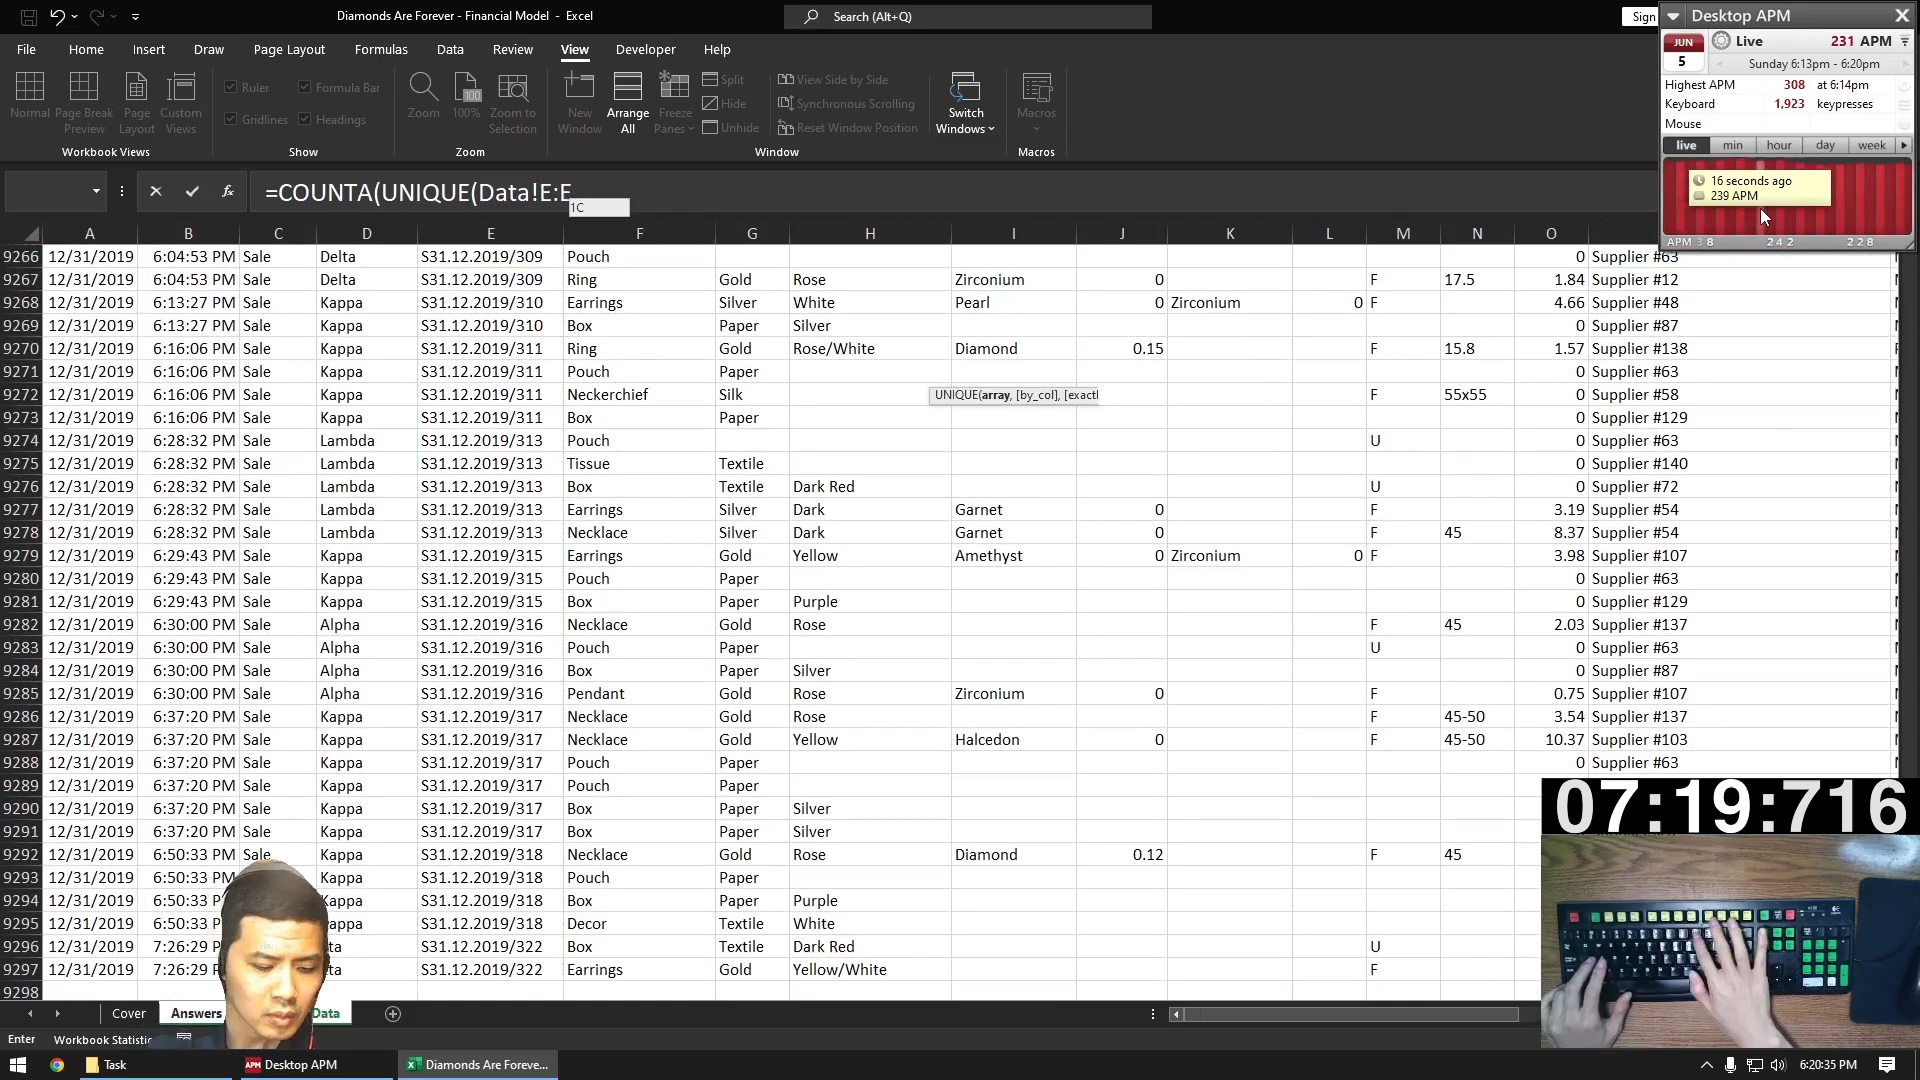 Diamonds Are Forever - Financial Model - Excel
Search (Alt+Q)
Sign
File Home Insert Draw Page Layout Formulas Data Review View Developer Help
Normal Page Break Preview Page Layout Custom Views
Workbook Views
Ruler Formula Bar
Gridlines Headings
Show
Zoom 100% Zoom to Selection
Zoom
New Window Arrange All Freeze Panes Split Hide Unhide
View Side by Side
Synchronous Scrolling
Reset Window Position
Switch Windows
Window
Macros
Macros
Desktop APM
JUN 5
Live 231 APM
Sunday 6:13pm - 6:20pm
Highest APM 308 at 6:14pm
Keyboard 1,923 keypresses
Mouse
live min hour day week
16 seconds ago
239 APM
APM 3 8 242 228
=COUNTA(UNIQUE(Data!E:E
1C
A B C D E F G H I J K L M N O
9266 12/31/2019 6:04:53 PM Sale Delta S31.12.2019/309 Pouch 0 Supplier #63
9267 12/31/2019 6:04:53 PM Sale Delta S31.12.2019/309 Ring Gold Rose Zirconium 0 F 17.5 1.84 Supplier #12
9268 12/31/2019 6:13:27 PM Sale Kappa S31.12.2019/310 Earrings Silver White Pearl 0 Zirconium 0 F 4.66 Supplier #48
9269 12/31/2019 6:13:27 PM Sale Kappa S31.12.2019/310 Box Paper Silver 0 Supplier #87
9270 12/31/2019 6:16:06 PM Sale Kappa S31.12.2019/311 Ring Gold Rose/White Diamond 0.15 F 15.8 1.57 Supplier #138
9271 12/31/2019 6:16:06 PM Sale Kappa S31.12.2019/311 Pouch Paper 0 Supplier #63
9272 12/31/2019 6:16:06 PM Sale Kappa S31.12.2019/311 Neckerchief Silk F 55x55 0 Supplier #58
UNIQUE(array, [by_col], [exactl
9273 12/31/2019 6:16:06 PM Sale Kappa S31.12.2019/311 Box Paper 0 Supplier #129
9274 12/31/2019 6:28:32 PM Sale Lambda S31.12.2019/313 Pouch U 0 Supplier #63
9275 12/31/2019 6:28:32 PM Sale Lambda S31.12.2019/313 Tissue Textile 0 Supplier #140
9276 12/31/2019 6:28:32 PM Sale Lambda S31.12.2019/313 Box Textile Dark Red U 0 Supplier #72
9277 12/31/2019 6:28:32 PM Sale Lambda S31.12.2019/313 Earrings Silver Dark Garnet 0 F 3.19 Supplier #54
9278 12/31/2019 6:28:32 PM Sale Lambda S31.12.2019/313 Necklace Silver Dark Garnet 0 F 45 8.37 Supplier #54
9279 12/31/2019 6:29:43 PM Sale Kappa S31.12.2019/315 Earrings Gold Yellow Amethyst 0 Zirconium 0 F 3.98 Supplier #107
9280 12/31/2019 6:29:43 PM Sale Kappa S31.12.2019/315 Pouch Paper 0 Supplier #63
9281 12/31/2019 6:29:43 PM Sale Kappa S31.12.2019/315 Box Paper Purple 0 Supplier #129
9282 12/31/2019 6:30:00 PM Sale Alpha S31.12.2019/316 Necklace Gold Rose F 45 2.03 Supplier #137
9283 12/31/2019 6:30:00 PM Sale Alpha S31.12.2019/316 Pouch Paper U 0 Supplier #63
9284 12/31/2019 6:30:00 PM Sale Alpha S31.12.2019/316 Box Paper Silver 0 Supplier #87
9285 12/31/2019 6:30:00 PM Sale Alpha S31.12.2019/316 Pendant Gold Rose Zirconium 0 F 0.75 Supplier #107
9286 12/31/2019 6:37:20 PM Sale Kappa S31.12.2019/317 Necklace Gold Rose F 45-50 3.54 Supplier #137
9287 12/31/2019 6:37:20 PM Sale Kappa S31.12.2019/317 Necklace Gold Yellow Halcedon 0 F 45-50 10.37 Supplier #103
9288 12/31/2019 6:37:20 PM Sale Kappa S31.12.2019/317 Pouch Paper 0 Supplier #63
9289 12/31/2019 6:37:20 PM Sale Kappa S31.12.2019/317 Pouch Paper
9290 12/31/2019 6:37:20 PM Sale Kappa S31.12.2019/317 Box Paper Silver
9291 12/31/2019 6:37:20 PM Sale Kappa S31.12.2019/317 Box Paper Silver
9292 12/31/2019 6:50:33 PM Sale Kappa S31.12.2019/318 Necklace Gold Rose Diamond 0.12 F 45
9293 12/31/2019 6:50:33 PM Kappa S31.12.2019/318 Pouch Paper
9294 12/31/2019 6:50:33 Kappa S31.12.2019/318 Box Paper Purple
9295 12/31/2019 6:50:33 appa S31.12.2019/318 Decor Textile White
9296 12/31/2019 7:26:29 ta S31.12.2019/322 Box Textile Dark Red U
9297 12/31/2019 7:26:29 ta S31.12.2019/322 Earrings Gold Yellow/White F
9298
07:19:716
Cover Answers Data
Enter Workbook Statistic
Task Desktop APM Diamonds Are Foreve...
6:20:35 PM